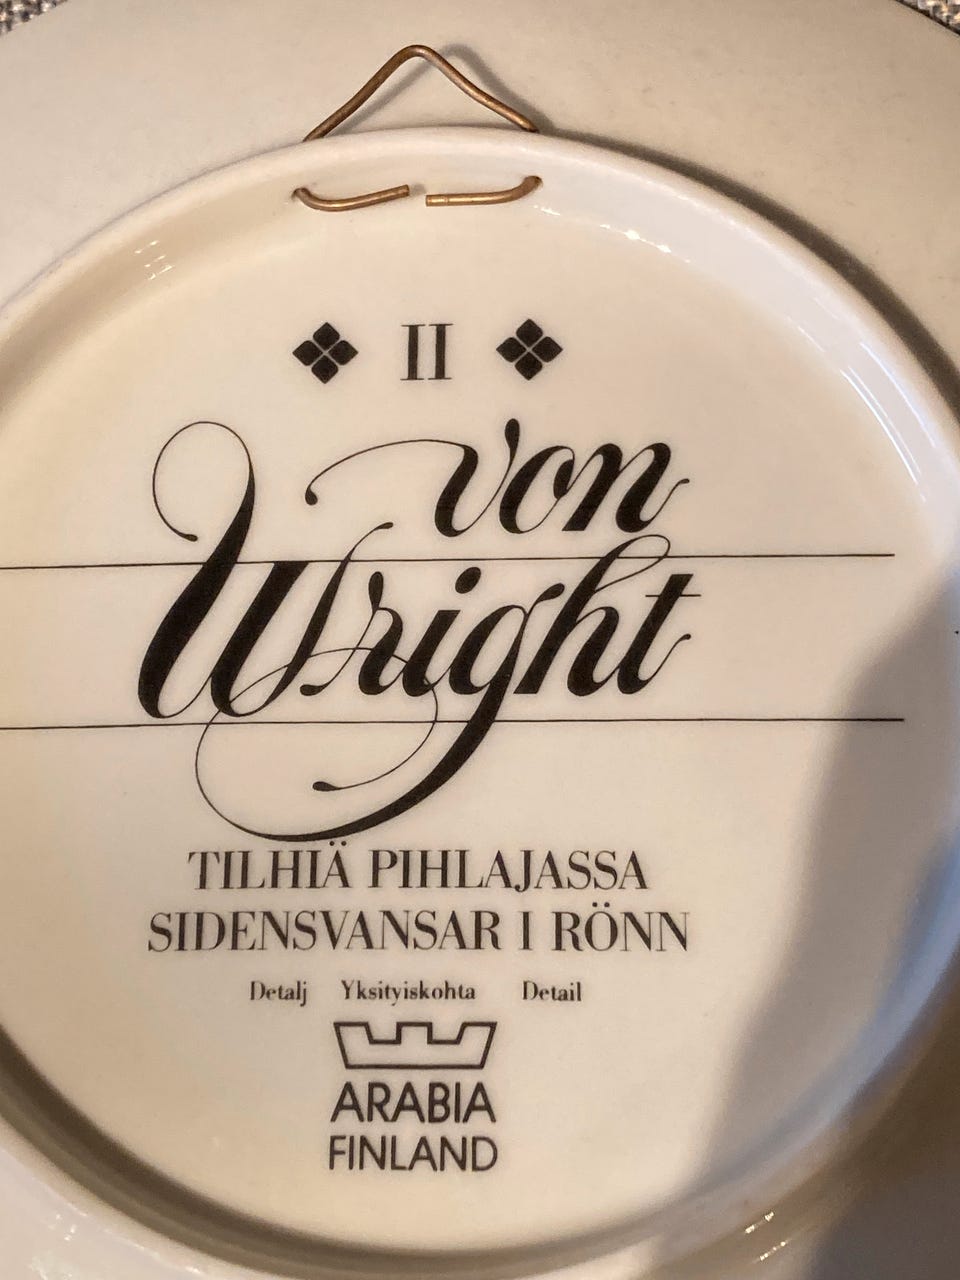 II
von
Wright
TILHIÄ PIHLAJASSA
SIDENSVANSAR I RÖNN
Detalj Yksityiskohta Detail
ARABIA
FINLAND